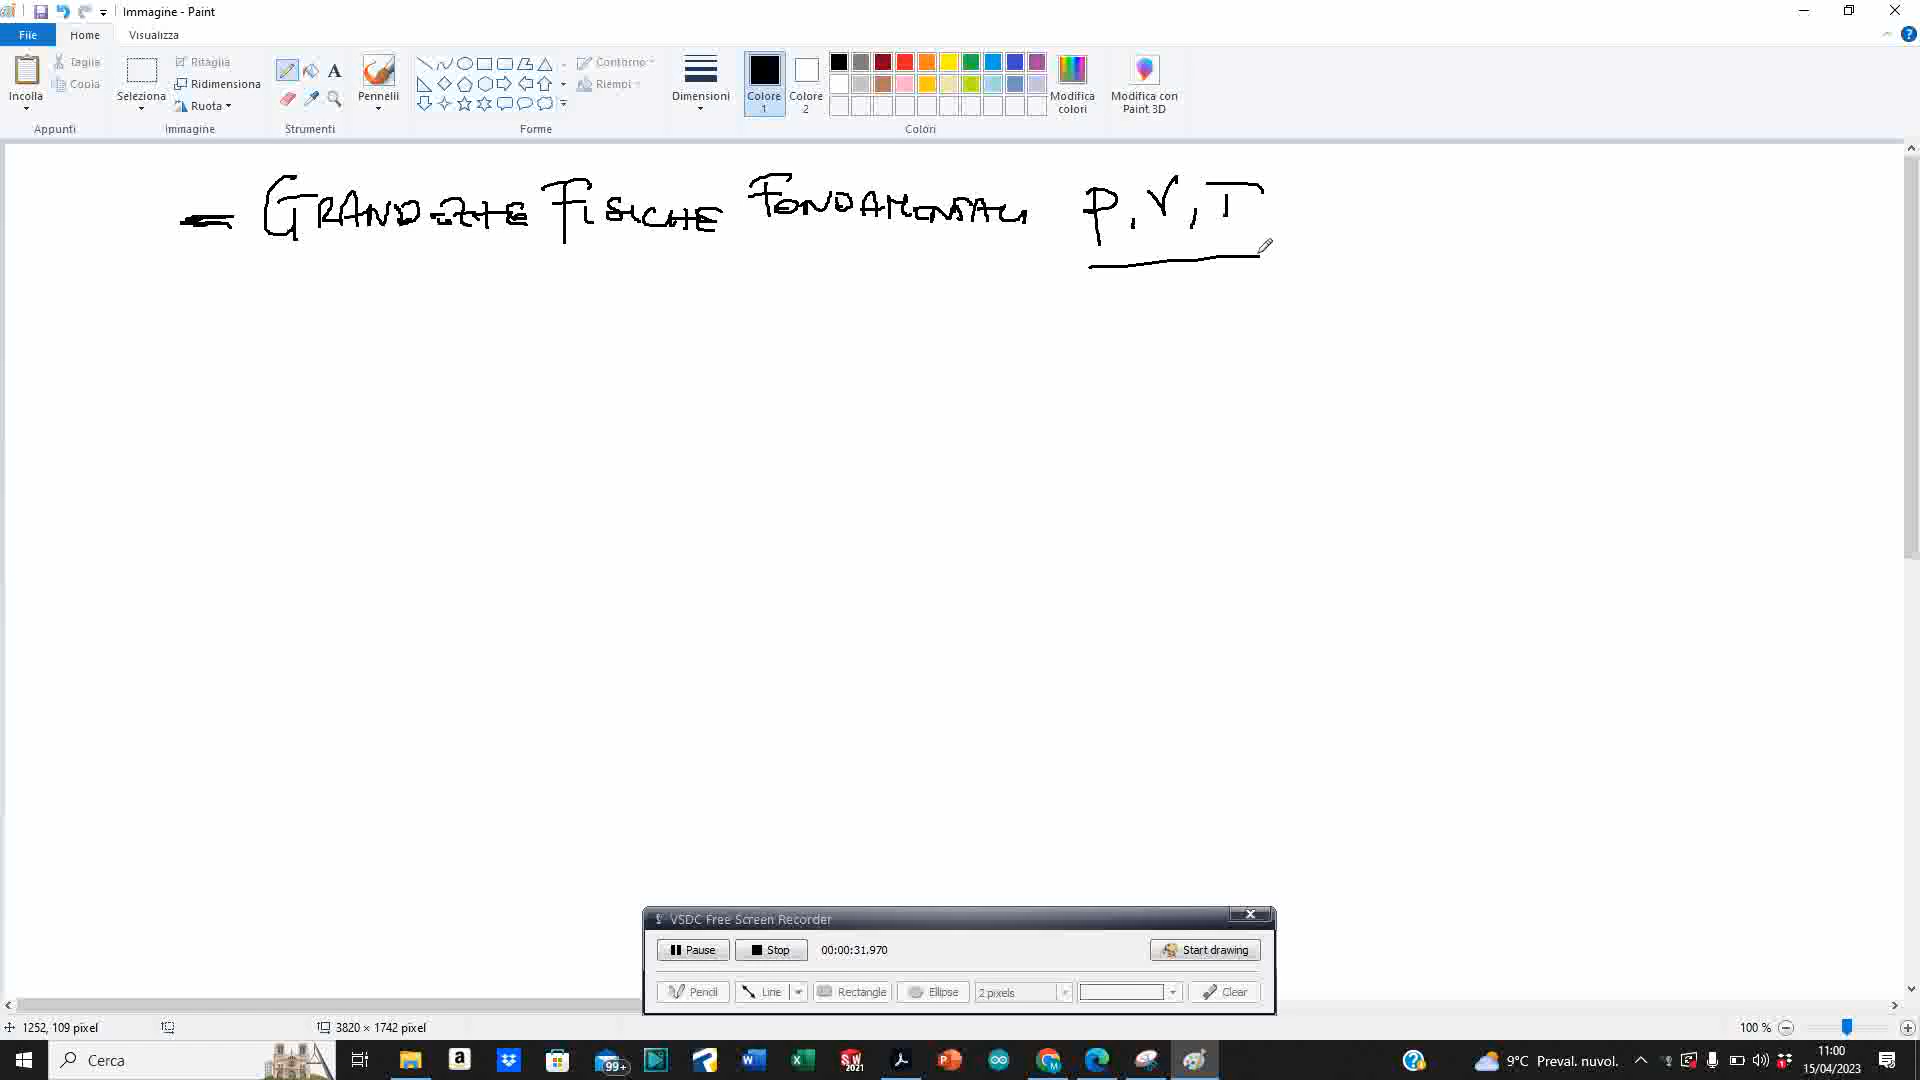 Immagine - Paint
File Home Visualizza
Incolla Taglia Copia Appunti
Seleziona Ritaglia Ridimensiona Ruota Immagine
A Strumenti
Pennelli
Contorno Riempi Forme
Dimensioni
Colore 1 Colore 2 Modifica colori Colori
Modifica con Paint 3D
- GRANDEZZE FISICHE FONDAMENTALI P, V, T
VSDC Free Screen Recorder
Pause Stop 00:00:31.970 Start drawing
Pencil Line Rectangle Ellipse 2 pixels Clear
1252, 109 pixel 3820 × 1742 pixel 100 %
Cerca 99+ SW 2021 9°C Preval. nuvol. 11:00
15/04/2023